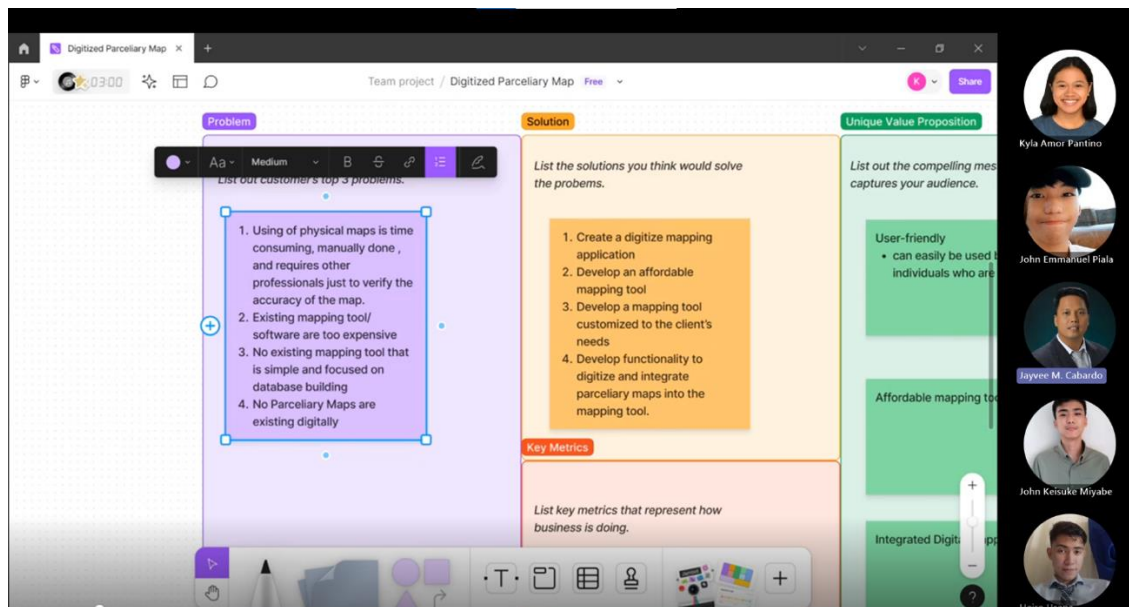 Digitized Parceliary Map
03:00
Team project / Digitized Parceliary Map Free
K
Share
Problem
Aa
Medium
B
S
List out customer's top 3 problems.
1. Using of physical maps is time
consuming, manually done ,
and requires other
professionals just to verify the
accuracy of the map.
2. Existing mapping tool/
software are too expensive
3. No existing mapping tool that
is simple and focused on
database building
4. No Parceliary Maps are
existing digitally
Solution
List the solutions you think would solve
the probems.
1. Create a digitize mapping
application
2. Develop an affordable
mapping tool
3. Develop a mapping tool
customized to the client's
needs
4. Develop functionality to
digitize and integrate
parceliary maps into the
mapping tool.
Key Metrics
List key metrics that represent how
business is doing.
Unique Value Proposition
List out the compelling mes
captures your audience.
User-friendly
• can easily be used
individuals who are
Affordable mapping
Integrated
T
?
Kyla Amor Pantino
John Emmanuel Piala
Jayvee M. Cabardo
John Keisuke Miyabe